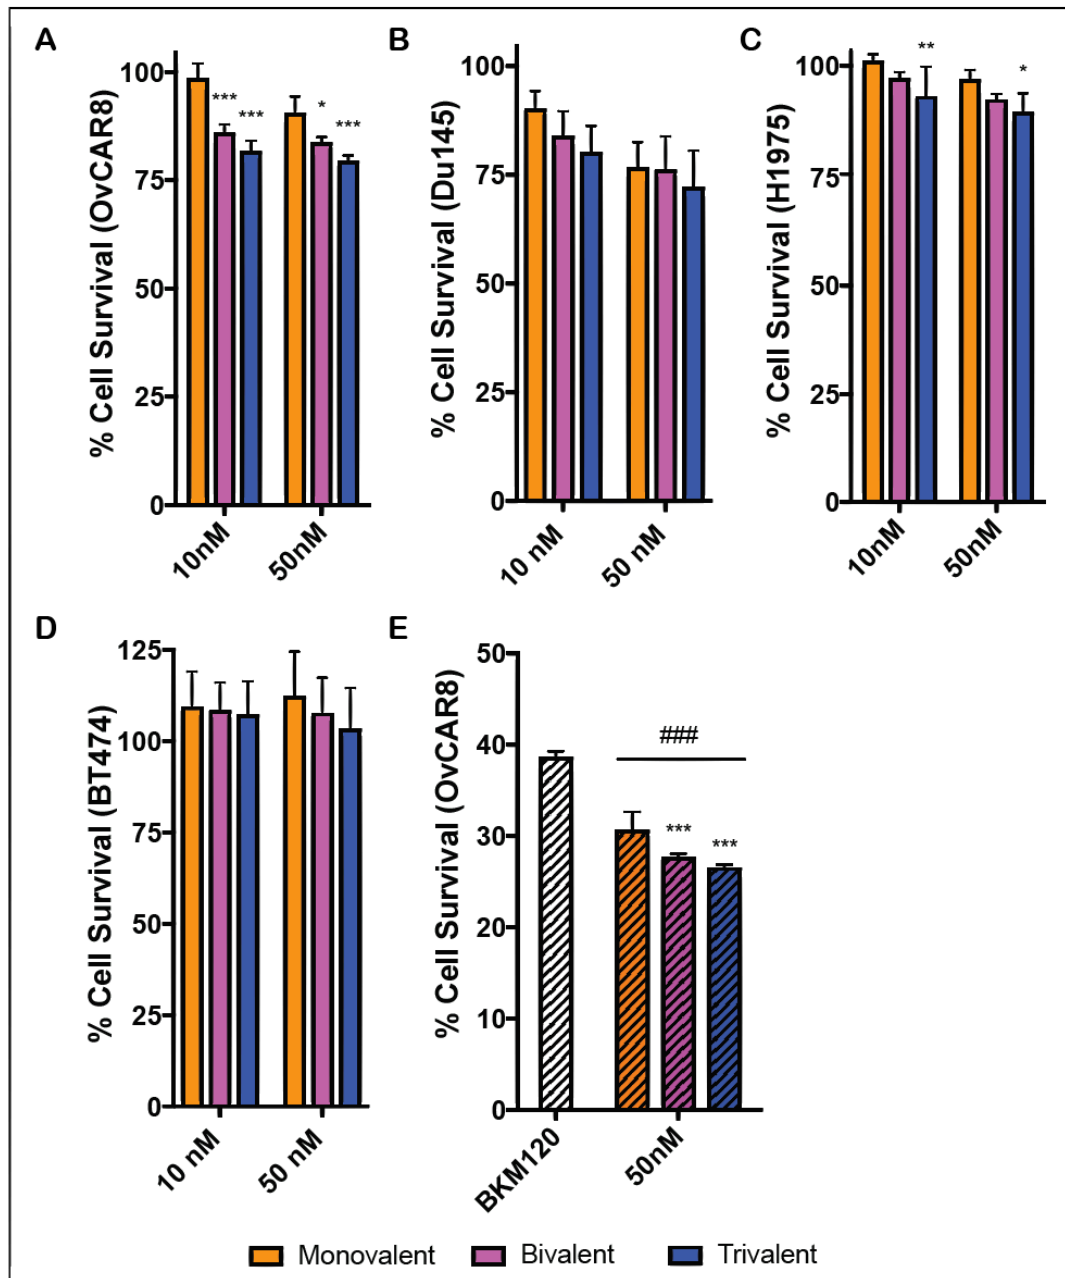 A
% Cell Survival (OvCAR8)
100
75
50
25
0
***
***
*
***
10nM
50nM
B
% Cell Survival (Du145)
100
75
50
25
0
10 nM
50 nM
C
% Cell Survival (H1975)
100
75
50
25
0
**
*
10nM
50nM
D
% Cell Survival (BT474)
125
100
75
50
25
0
10 nM
50 nM
E
% Cell Survival (OvCAR8)
50
40
30
20
10
0
###
***
***
BKM120
50nM
Monovalent
Bivalent
Trivalent